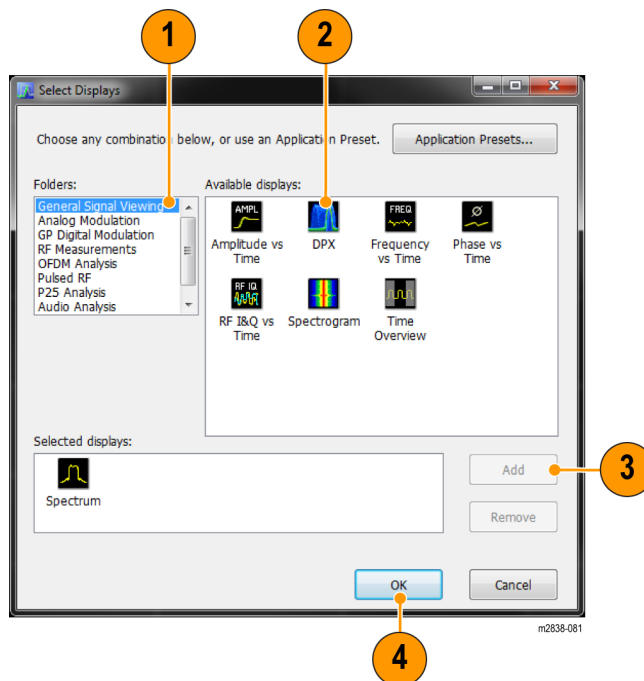 1
2
Select Displays
Choose any combination below, or use an Application Preset.
Application Presets...
Folders:
General Signal Viewing
Analog Modulation
GP Digital Modulation
RF Measurements
OFDM Analysis
Pulsed RF
P25 Analysis
Audio Analysis
Available displays:
AMPL
FREQ
Ø
Amplitude vs
Time
DPX
Frequency
vs Time
Phase vs
Time
RF IQ
RF I&Q vs
Time
Spectrogram
Time
Overview
Selected displays:
Spectrum
Add
3
Remove
OK
Cancel
m2838-081
4